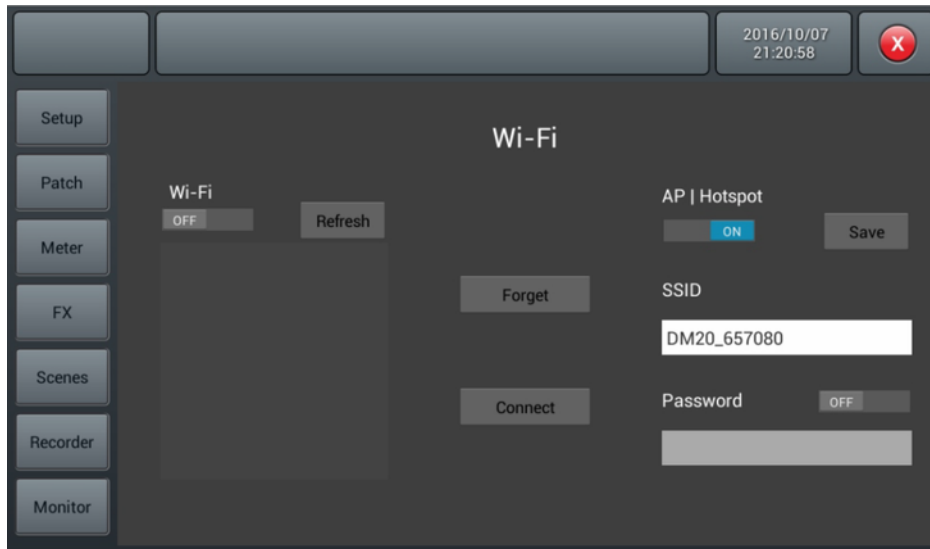 2016/10/07
21:20:58
X
Setup
Patch
Meter
FX
Scenes
Recorder
Monitor
Wi-Fi
Wi-Fi
OFF
Refresh
Forget
Connect
AP | Hotspot
ON
Save
SSID
DM20_657080
Password
OFF